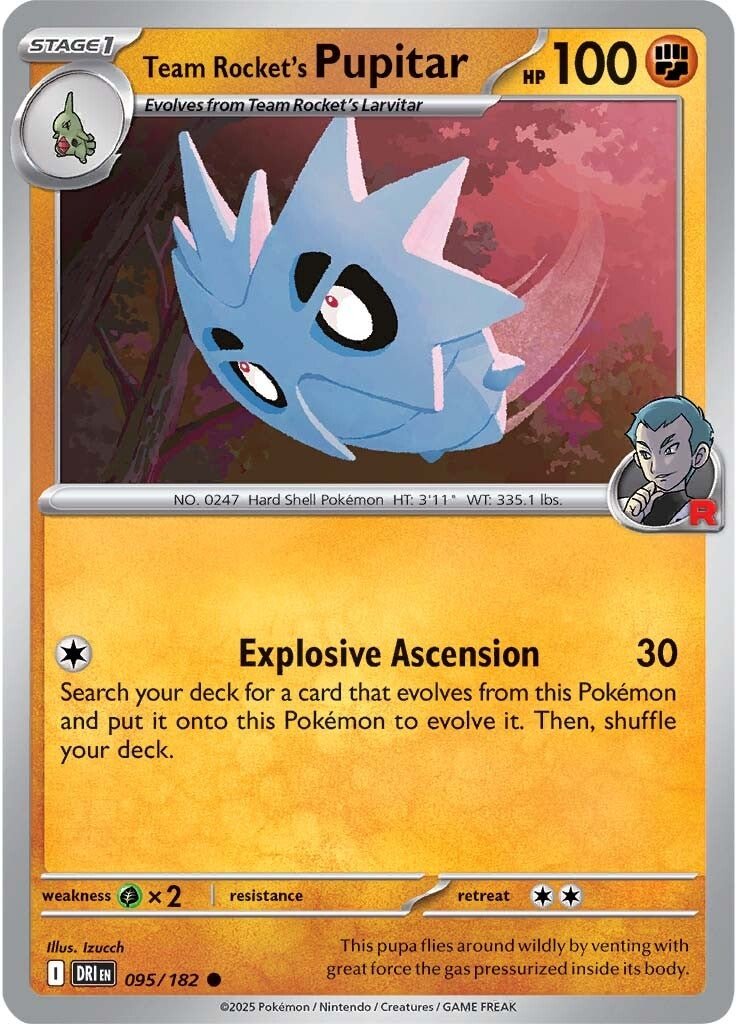 STAGE1
Team Rocket's Pupitar
HP 100
Evolves from Team Rocket's Larvitar
R
NO. 0247 Hard Shell Pokémon HT: 3'11" WT: 335.1 lbs.
Explosive Ascension 30
Search your deck for a card that evolves from this Pokémon
and put it onto this Pokémon to evolve it. Then, shuffle
your deck.
weakness ×2 resistance retreat
Illus. Izucch
This pupa flies around wildly by venting with
great force the gas pressurized inside its body.
I DRI EN 095/182
©2025 Pokémon / Nintendo / Creatures / GAME FREAK